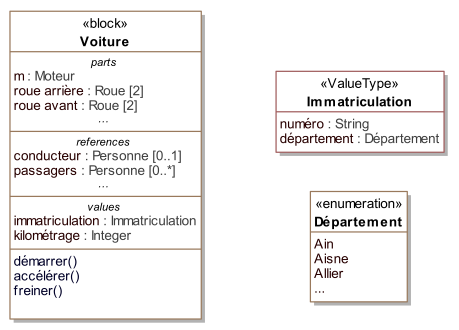 «block»
Voiture
parts
m : Moteur
roue arrière : Roue [2]
roue avant : Roue [2]
...
references
conducteur : Personne [0..1]
passagers : Personne [0..*]
...
values
immatriculation : Immatriculation
kilométrage : Integer
démarrer()
accélérer()
freiner()
«ValueType»
Immatriculation
numéro : String
département : Département
«enumeration»
Département
Ain
Aisne
Allier
...